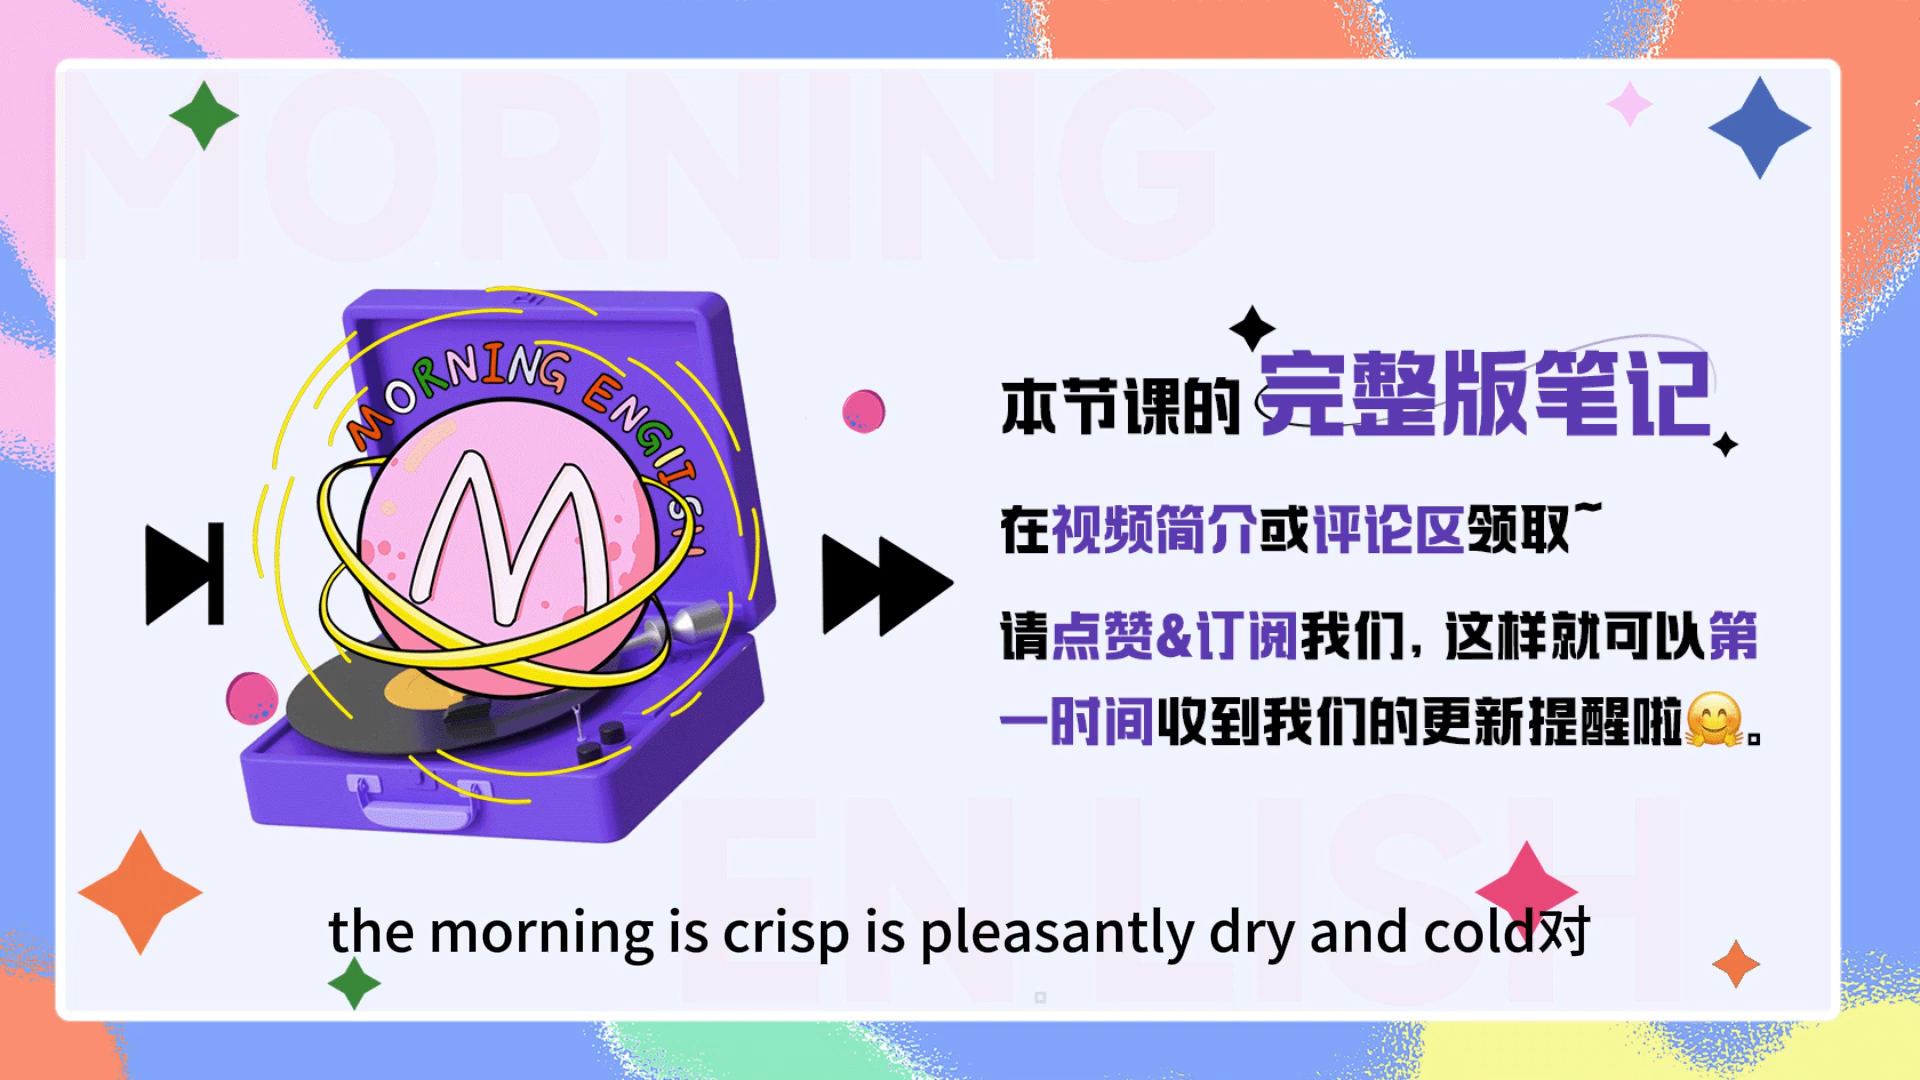 MORNING
MORNING ENGlISH
M
本节课的 完整版笔记
在视频简介或评论区领取~
请点赞&订阅我们，这样就可以第
一时间收到我们的更新提醒啦🤗。
EN LISH
the morning is crisp is pleasantly dry and cold对